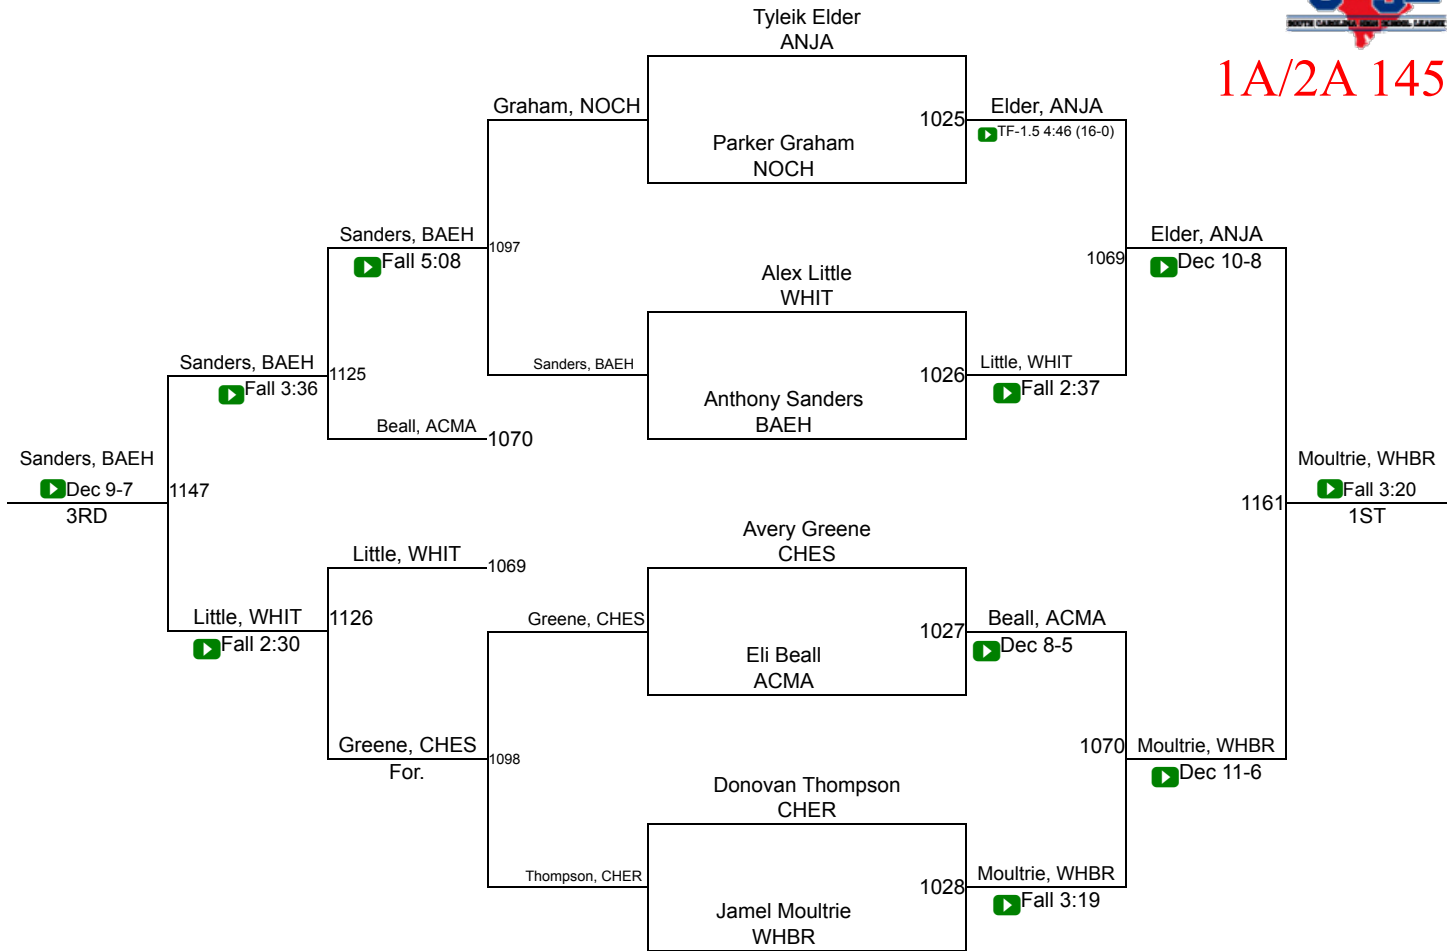 SOUTH CAROLINA HIGH SCHOOL LEAGUE
1A/2A 145
Tyleik Elder
ANJA
Graham, NOCH
1025
Elder, ANJA
TF-1.5 4:46 (16-0)
Parker Graham
NOCH
Sanders, BAEH
Fall 5:08
1097
1069
Elder, ANJA
Dec 10-8
Alex Little
WHIT
Sanders, BAEH
Fall 3:36
1125
Sanders, BAEH
1026
Little, WHIT
Fall 2:37
Anthony Sanders
BAEH
Beall, ACMA
1070
Sanders, BAEH
Dec 9-7
3RD
1147
1161
Moultrie, WHBR
Fall 3:20
1ST
Avery Greene
CHES
Little, WHIT
1069
Little, WHIT
Fall 2:30
1126
Greene, CHES
1027
Beall, ACMA
Dec 8-5
Eli Beall
ACMA
Greene, CHES
For.
1098
1070
Moultrie, WHBR
Dec 11-6
Donovan Thompson
CHER
Thompson, CHER
1028
Moultrie, WHBR
Fall 3:19
Jamel Moultrie
WHBR